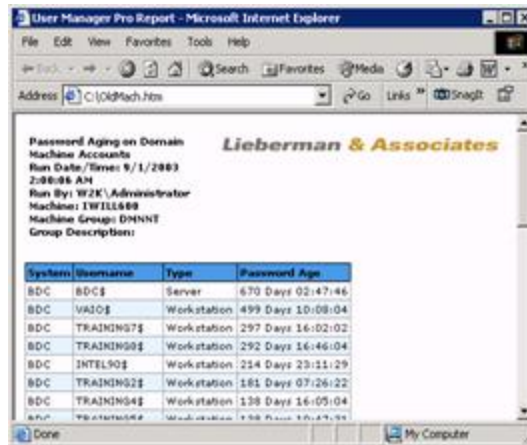 User Manager Pro Report - Microsoft Internet Explorer
File Edit View Favorites Tools Help
Back Search Favorites Media
Address C:\OldMach.htm Go Links » SnagIt
Password Aging on Domain
Machine Accounts
Run Date/Time: 9/1/2003
2:00:06 AM
Run By: W2K\Administrator
Machine: IWILL600
Machine Group: DMNNT
Group Description:
Lieberman & Associates
System Username Type Password Age
BDC BDC$ Server 670 Days 02:47:46
BDC VAIO$ Workstation 499 Days 10:08:04
BDC TRAINING7$ Workstation 297 Days 16:02:02
BDC TRAINING8$ Workstation 292 Days 16:46:04
BDC INTEL90$ Workstation 214 Days 23:11:29
BDC TRAINING2$ Workstation 181 Days 07:26:22
BDC TRAINING4$ Workstation 138 Days 16:05:04
BDC Workstation 138 Days
Done My Computer